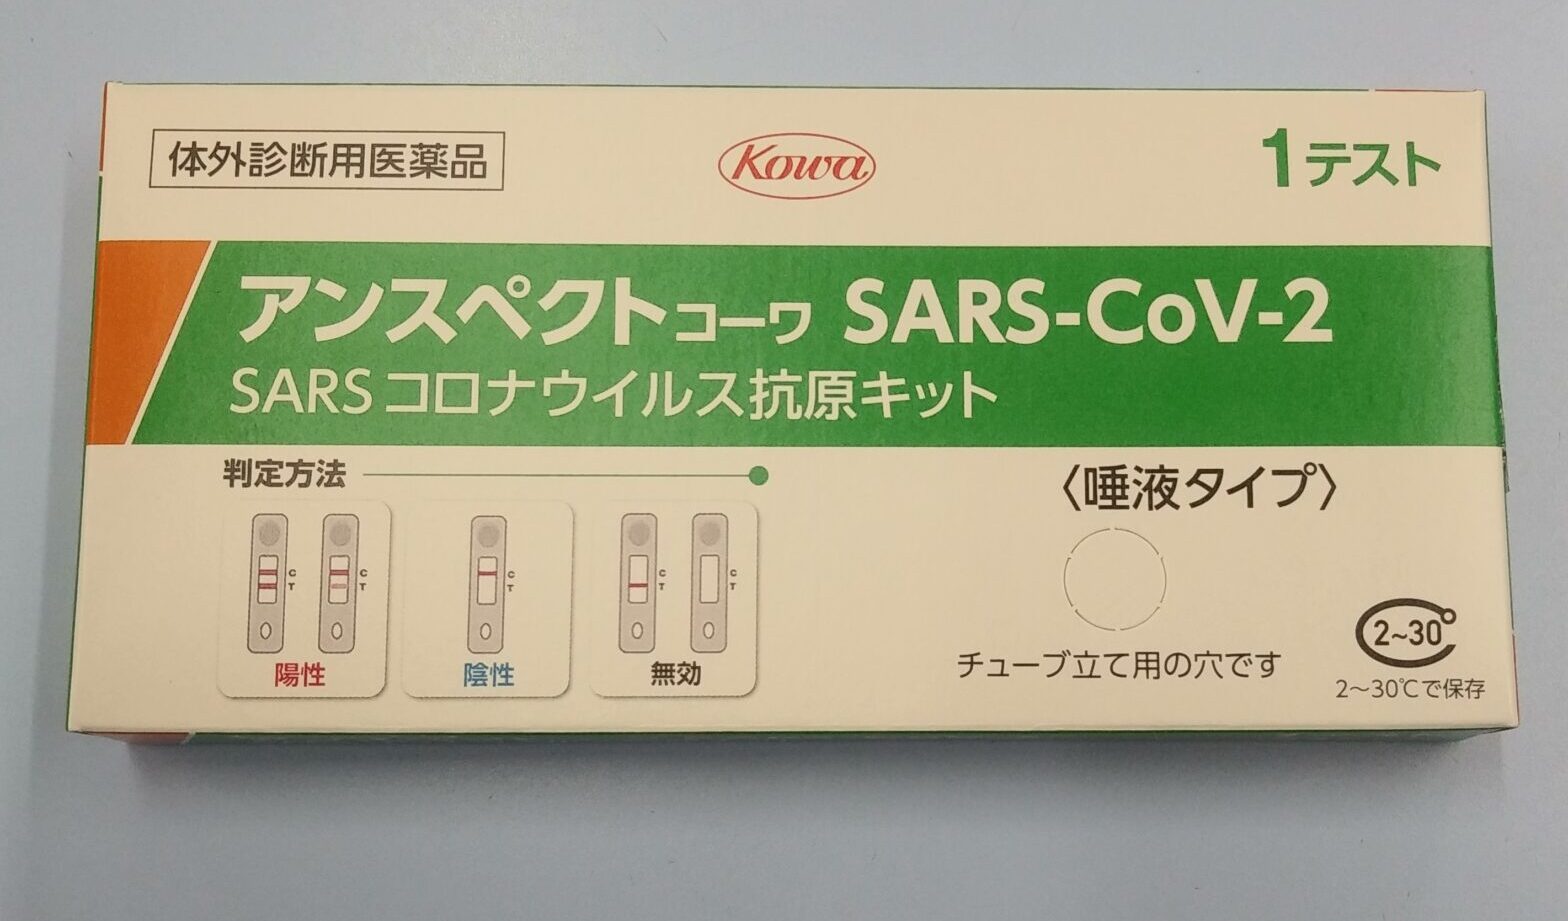 体外診断用医薬品
Kowa
1テスト
アンスペクトコーワ SARS-CoV-2
SARSコロナウイルス抗原キット
判定方法
〈唾液タイプ〉
C
T
C
T
C
T
C
T
C
T
陽性
陰性
無効
チューブ立て用の穴です
2~30°
2〜30℃で保存